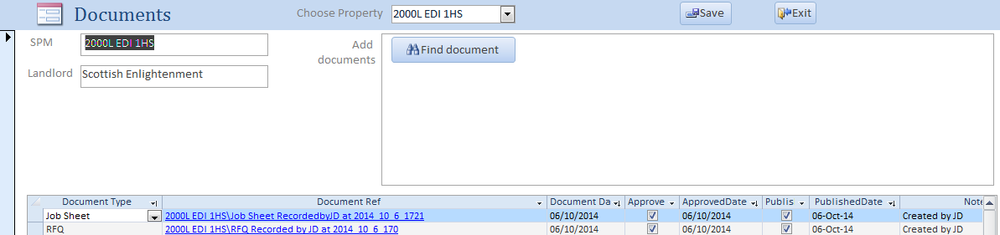 Documents
Choose Property 2000L EDI 1HS
Save
Exit
SPM 2000L EDI 1HS
Landlord Scottish Enlightenment
Add documents
Find document
Document Type Document Ref Document Da Approve ApprovedDate Publis PublishedDate Note
Job Sheet 2000L EDI 1HS\Job Sheet RecordedbyJD at 2014_10_6_1721 06/10/2014 06/10/2014 06-Oct-14 Created by JD
RFQ 2000L EDI 1HS\RFQ Recorded by JD at 2014_10_6_170 06/10/2014 06/10/2014 06-Oct-14 Created by JD